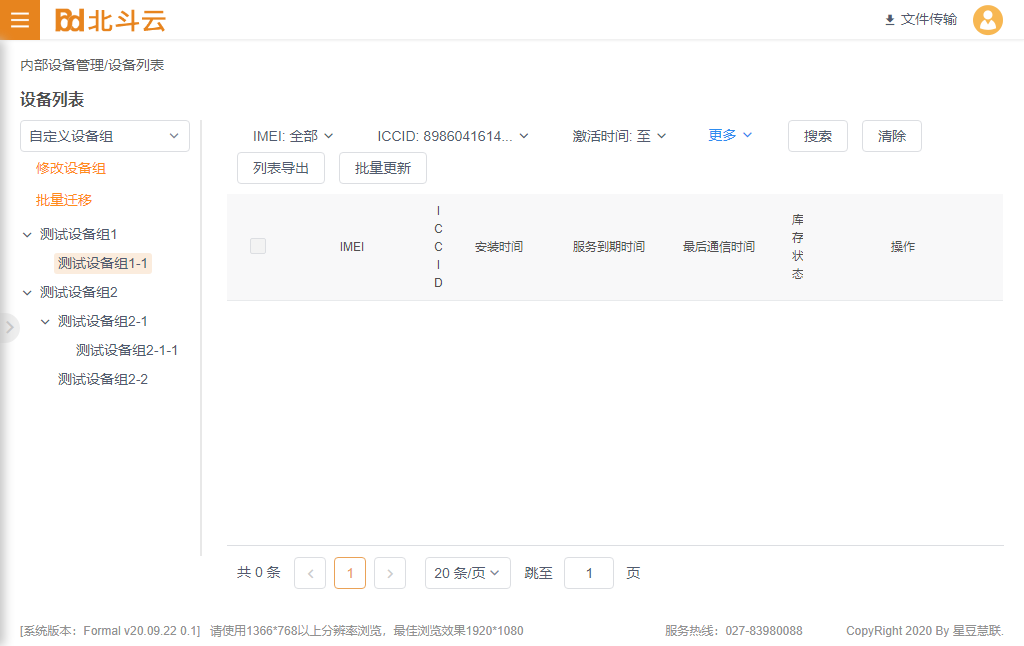 北斗云
文件传输
内部设备管理/设备列表
设备列表
自定义设备组
IMEI: 全部
ICCID: 8986041614...
激活时间: 至
更多
搜索
清除
修改设备组
列表导出
批量更新
批量迁移
测试设备组1
测试设备组1-1
测试设备组2
测试设备组2-1
测试设备组2-1-1
测试设备组2-2
IMEI
ICCID
安装时间
服务到期时间
最后通信时间
库存状态
操作
共 0 条
1
20 条/页
跳至
1
页
[系统版本：Formal v20.09.22 0.1] 请使用1366*768以上分辨率浏览，最佳浏览效果1920*1080
服务热线：027-83980088
CopyRight 2020 By 星豆慧联.